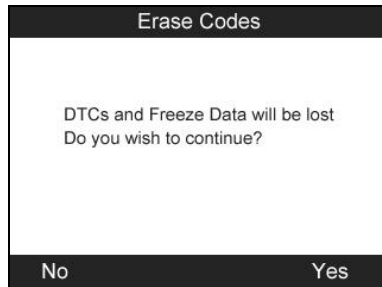 Erase Codes
DTCs and Freeze Data will be lost
Do you wish to continue?
No Yes